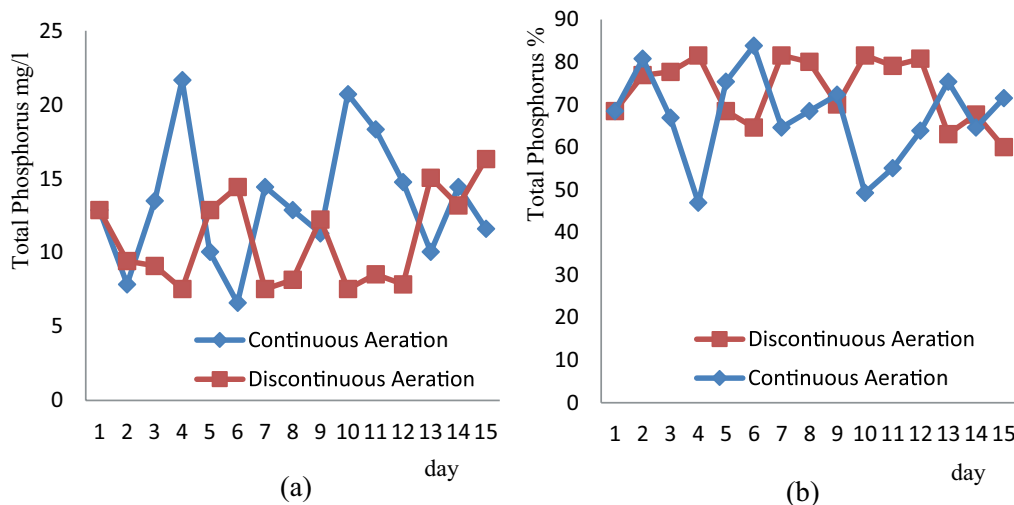 Total Phosphorus mg/l
25
20
15
10
5
0
Continuous Aeration
Discontinuous Aeration
1 2 3 4 5 6 7 8 9 10 11 12 13 14 15
day
(a)
Total Phosphorus %
90
80
70
60
50
40
30
20
10
0
Discontinuous Aeration
Continuous Aeration
1 2 3 4 5 6 7 8 9 10 11 12 13 14 15
day
(b)